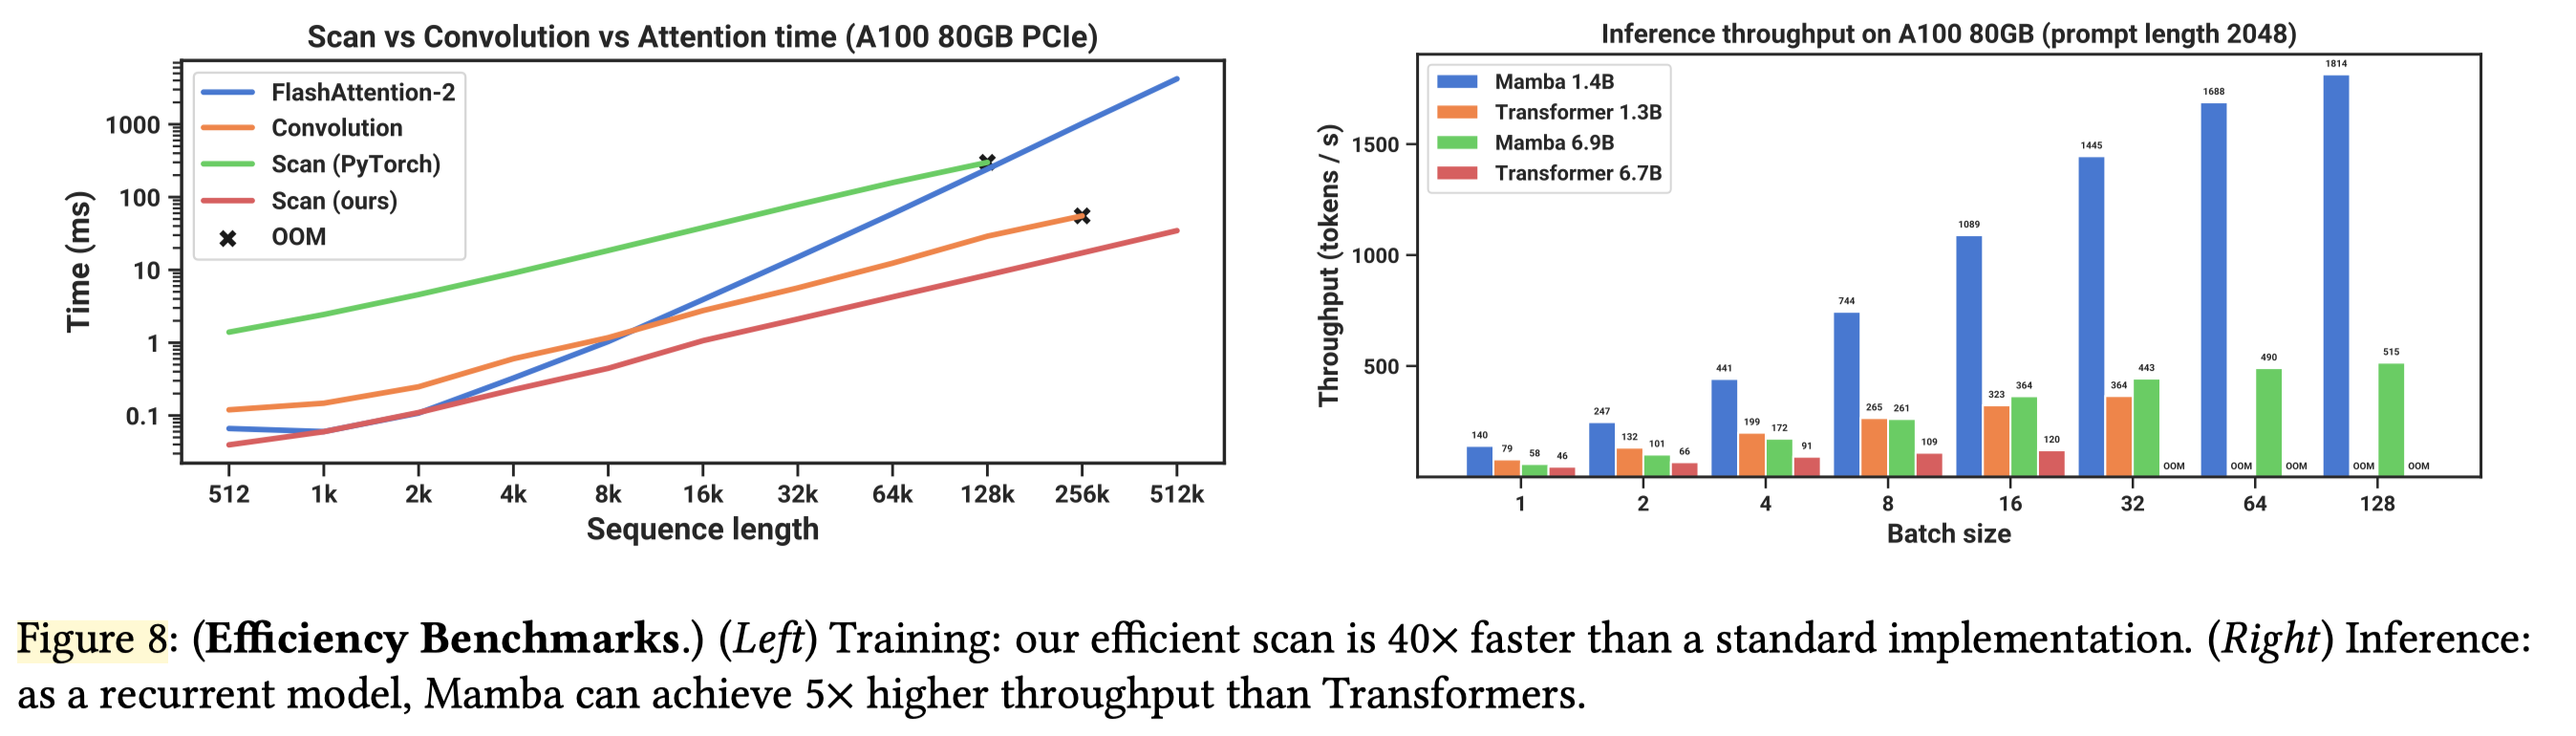 Scan vs Convolution vs Attention time (A100 80GB PCIe)
FlashAttention-2
Convolution
Scan (PyTorch)
Scan (ours)
OOM
Time (ms)
1000
100
10
1
0.1
512 1k 2k 4k 8k 16k 32k 64k 128k 256k 512k
Sequence length
Inference throughput on A100 80GB (prompt length 2048)
Mamba 1.4B
Transformer 1.3B
Mamba 6.9B
Transformer 6.7B
Throughput (tokens / s)
1500
1000
500
140 79 58 46
247 132 101 66
441 199 172 91
744 265 261 109
1089 323 364 120
1445 364 443 OOM
1688 OOM 490 OOM
1814 OOM 515 OOM
1 2 4 8 16 32 64 128
Batch size
Figure 8: (Efficiency Benchmarks.) (Left) Training: our efficient scan is 40× faster than a standard implementation. (Right) Inference:
as a recurrent model, Mamba can achieve 5× higher throughput than Transformers.